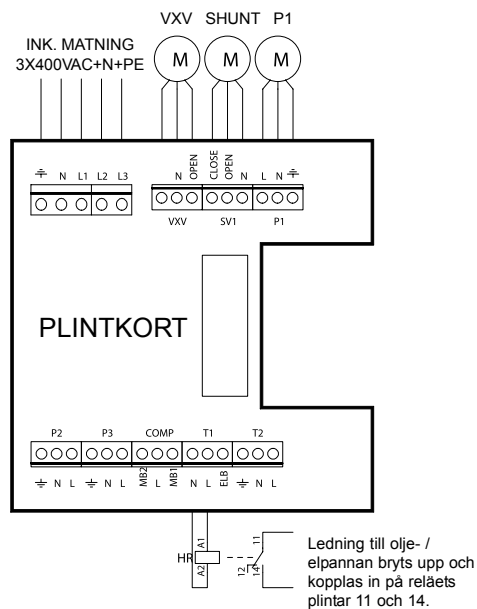 VXV SHUNT P1
INK. MATNING
3X400VAC+N+PE
M M M
N L1 L2 L3
N OPEN CLOSE OPEN N L N
VXV SV1 P1
PLINTKORT
P2 P3 COMP T1 T2
N L N L MB2 L MB1 N L ELB N L
A1
HR
A2
11
12 14
Ledning till olje- /
elpannan bryts upp och
kopplas in på reläets
plintar 11 och 14.